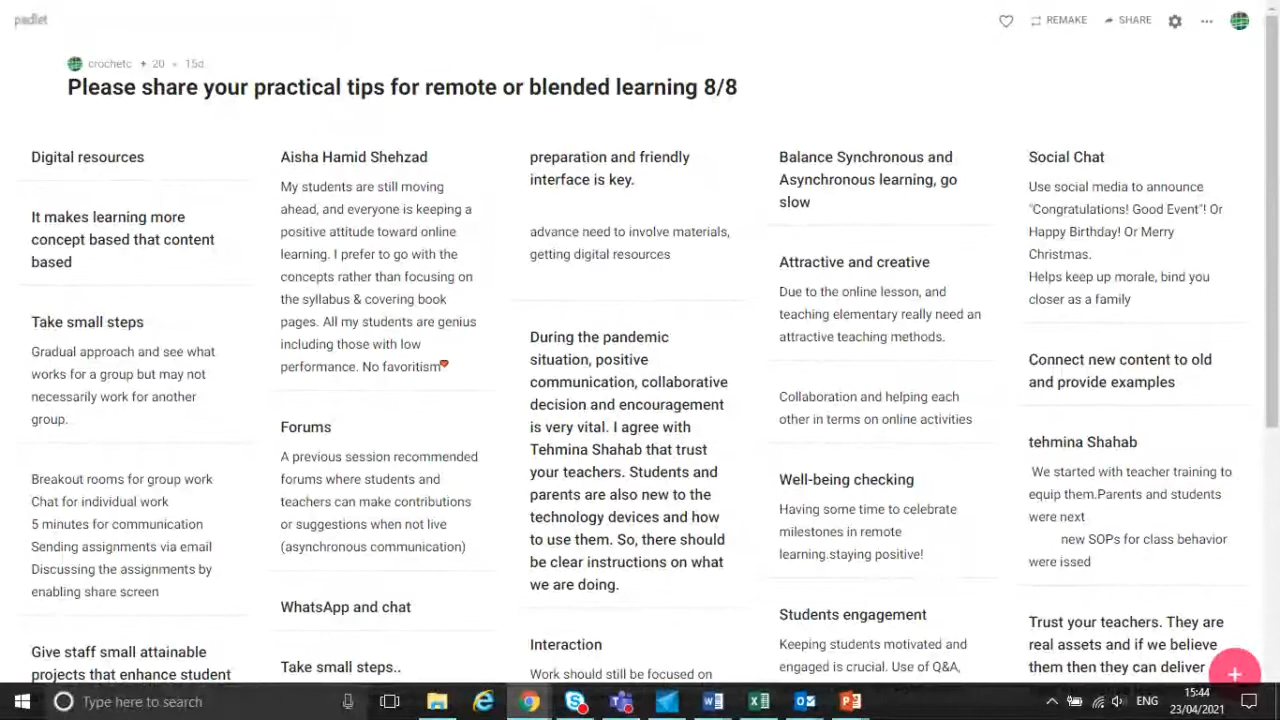 padlet
REMAKE
SHARE
crochetc + 20 • 15d
Please share your practical tips for remote or blended learning 8/8
Digital resources
It makes learning more
concept based that content
based
Take small steps
Gradual approach and see what
works for a group but may not
necessarily work for another
group.
Breakout rooms for group work
Chat for individual work
5 minutes for communication
Sending assignments via email
Discussing the assignments by
enabling share screen
Give staff small attainable
projects that enhance student
Aisha Hamid Shehzad
My students are still moving
ahead, and everyone is keeping a
positive attitude toward online
learning. I prefer to go with the
concepts rather than focusing on
the syllabus & covering book
pages. All my students are genius
including those with low
performance. No favoritism
Forums
A previous session recommended
forums where students and
teachers can make contributions
or suggestions when not live
(asynchronous communication)
WhatsApp and chat
Take small steps..
preparation and friendly
interface is key.
advance need to involve materials,
getting digital resources
During the pandemic
situation, positive
communication, collaborative
decision and encouragement
is very vital. I agree with
Tehmina Shahab that trust
your teachers. Students and
parents are also new to the
technology devices and how
to use them. So, there should
be clear instructions on what
we are doing.
Interaction
Work should still be focused on
Balance Synchronous and
Asynchronous learning, go
slow
Attractive and creative
Due to the online lesson, and
teaching elementary really need an
attractive teaching methods.
Collaboration and helping each
other in terms on online activities
Well-being checking
Having some time to celebrate
milestones in remote
learning.staying positive!
Students engagement
Keeping students motivated and
engaged is crucial. Use of Q&A,
Social Chat
Use social media to announce
"Congratulations! Good Event"! Or
Happy Birthday! Or Merry
Christmas.
Helps keep up morale, bind you
closer as a family
Connect new content to old
and provide examples
tehmina Shahab
We started with teacher training to
equip them.Parents and students
were next
new SOPs for class behavior
were issed
Trust your teachers. They are
real assets and if we believe
them then they can deliver
Type here to search
ENG
15:44
23/04/2021